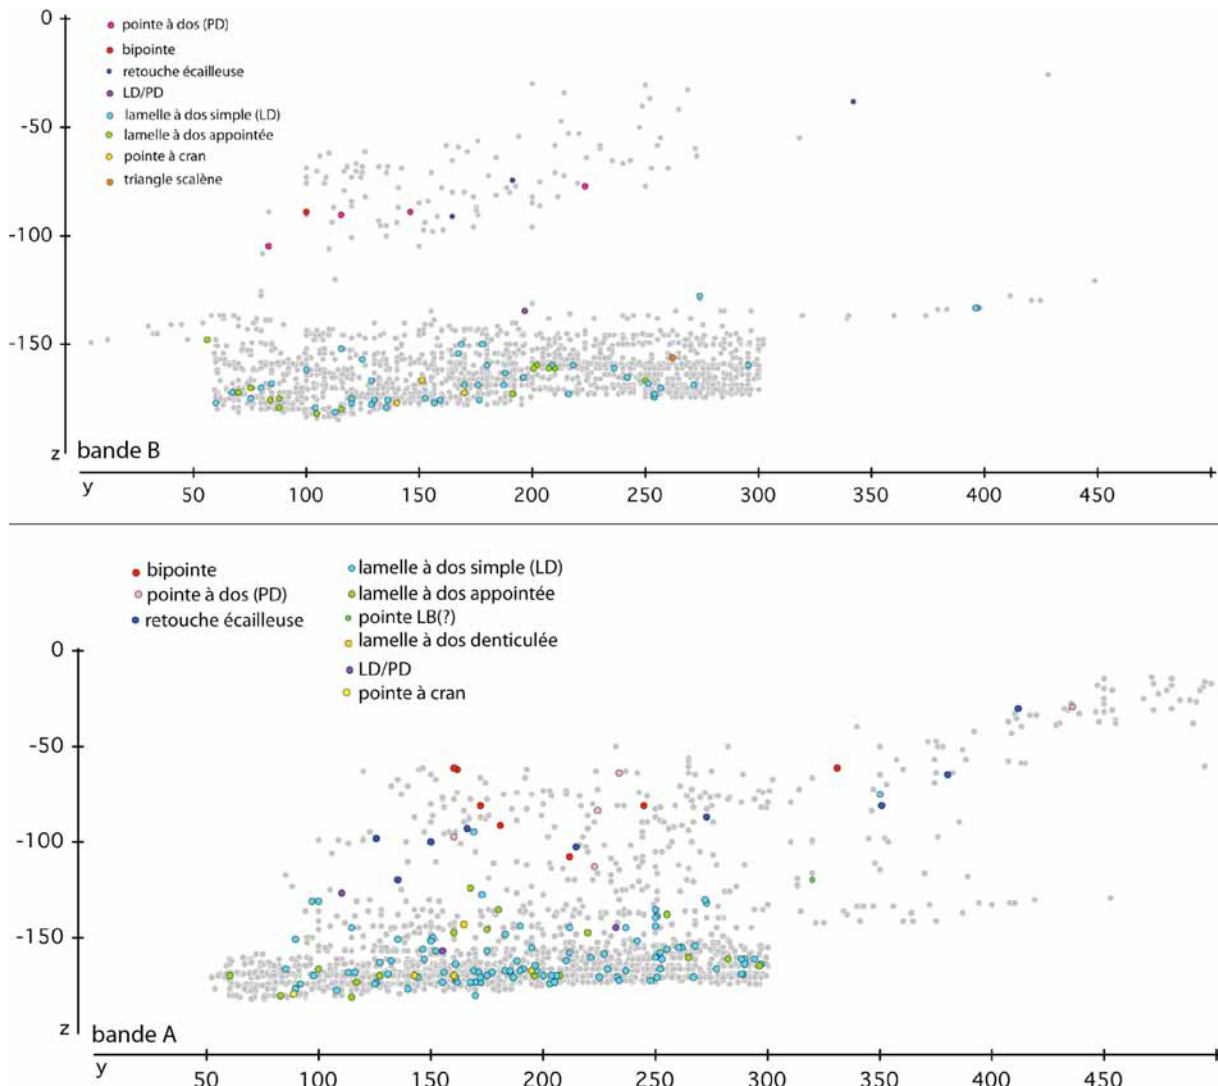 0
pointe à dos (PD)
bipointe
retouche écailleuse
LD/PD
lamelle à dos simple (LD)
lamelle à dos appointée
pointe à cran
triangle scalène
-50
-100
-150
z
bande B
y
50 100 150 200 250 300 350 400 450
bipointe
pointe à dos (PD)
retouche écailleuse
lamelle à dos simple (LD)
lamelle à dos appointée
pointe LB(?)
lamelle à dos denticulée
LD/PD
pointe à cran
0
-50
-100
-150
z
bande A
y
50 100 150 200 250 300 350 400 450